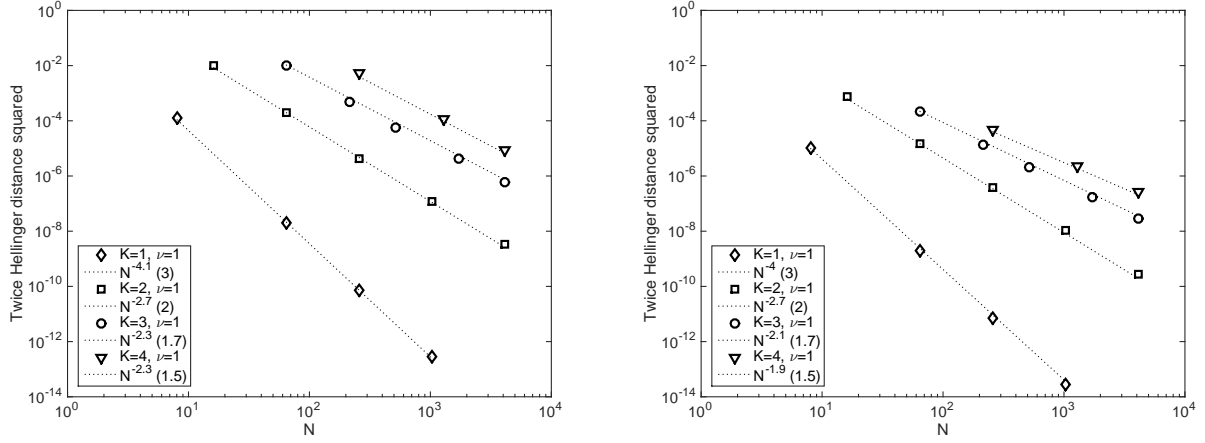 Twice Hellinger distance squared
10^0
10^-2
10^-4
10^-6
10^-8
10^-10
10^-12
10^-14
K=1, ν=1
N^-4.1 (3)
K=2, ν=1
N^-2.7 (2)
K=3, ν=1
N^-2.3 (1.7)
K=4, ν=1
N^-2.3 (1.5)
10^0 10^1 10^2 10^3 10^4
N
Twice Hellinger distance squared
10^0
10^-2
10^-4
10^-6
10^-8
10^-10
10^-12
10^-14
K=1, ν=1
N^-4 (3)
K=2, ν=1
N^-2.7 (2)
K=3, ν=1
N^-2.1 (1.7)
K=4, ν=1
N^-1.9 (1.5)
10^0 10^1 10^2 10^3 10^4
N